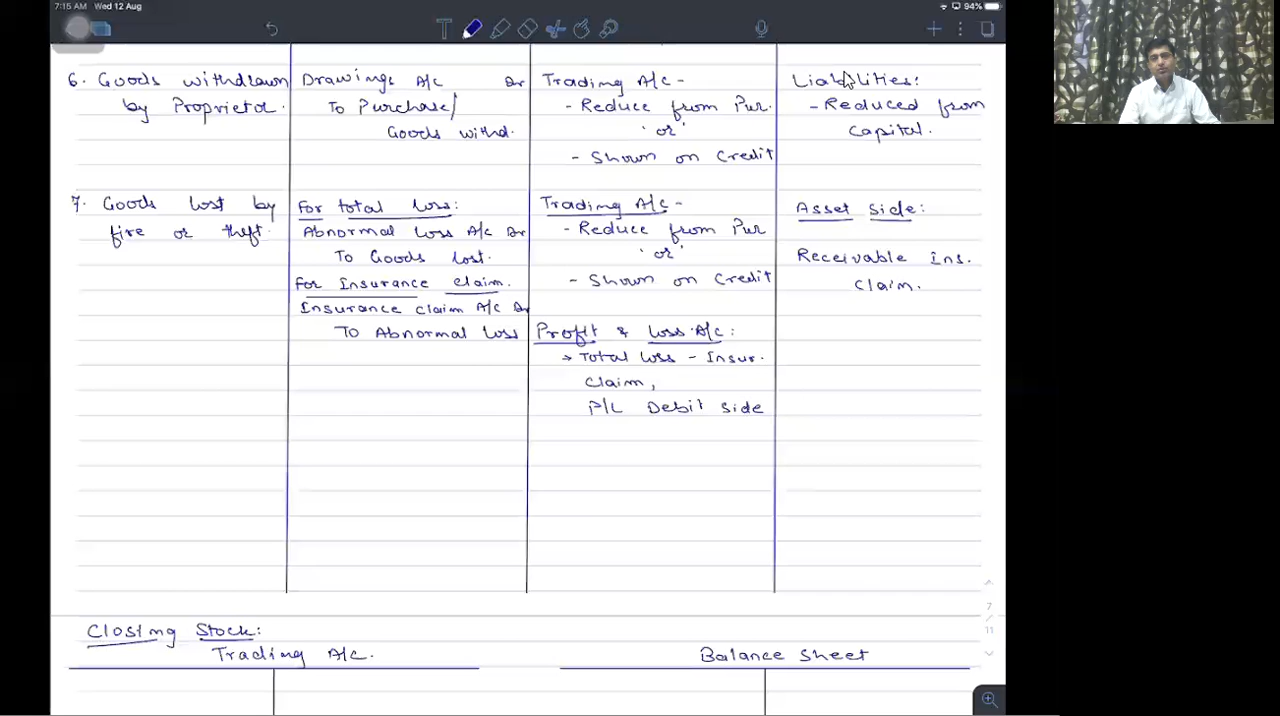 7:15 AM Wed 12 Aug
94%
6. Goods withdrawn
by Proprietor.
Drawings A/c Dr
To Purchase/
Goods withd.
Trading A/c -
- Reduce from Pur.
'or'
- Shown on Credit
Liabilities:
- Reduced from
Capital.
7. Goods lost by
fire or theft.
For total loss:
Abnormal loss A/c Dr
To Goods lost.
For Insurance claim.
Insurance claim A/c Dr
To Abnormal loss
Trading A/c -
- Reduce from Pur
'or'
- Shown on Credit
Profit & loss A/c:
→ Total loss - Insur.
claim,
P/L Debit side
Asset side:
Receivable Ins.
claim.
7
/
11
Closing Stock:
Trading A/c.
Balance Sheet